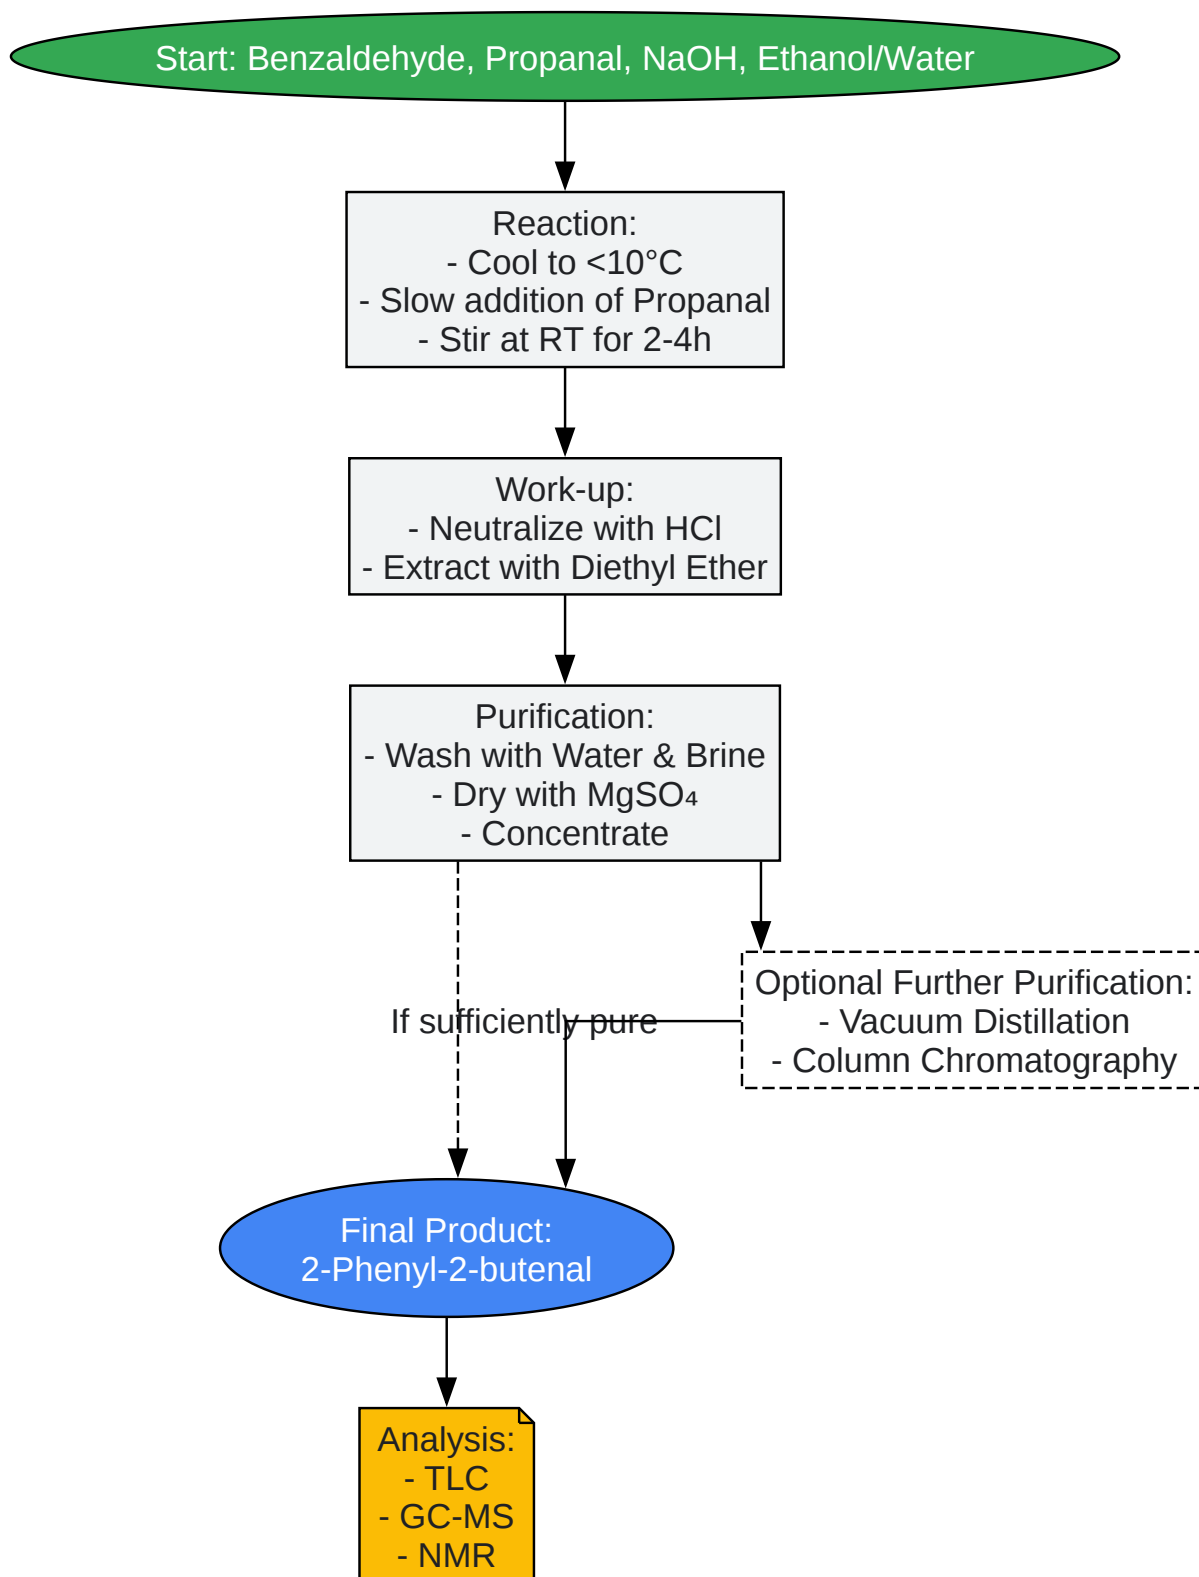 Start: Benzaldehyde, Propanal, NaOH, Ethanol/Water
Reaction:
- Cool to <10°C
- Slow addition of Propanal
- Stir at RT for 2-4h
Work-up:
- Neutralize with HCl
- Extract with Diethyl Ether
Purification:
- Wash with Water & Brine
- Dry with MgSO₄
- Concentrate
Optional Further Purification:
- Vacuum Distillation
- Column Chromatography
If sufficiently pure
Final Product:
2-Phenyl-2-butenal
Analysis:
- TLC
- GC-MS
- NMR